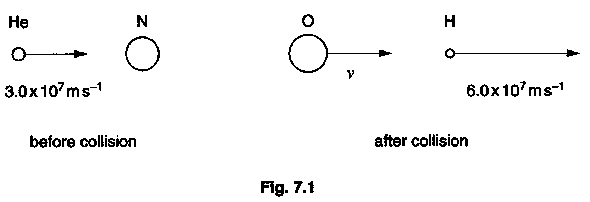 He N O H
v
3.0x10⁷ms⁻¹ 6.0x10⁷ms⁻¹
before collision after collision
Fig. 7.1